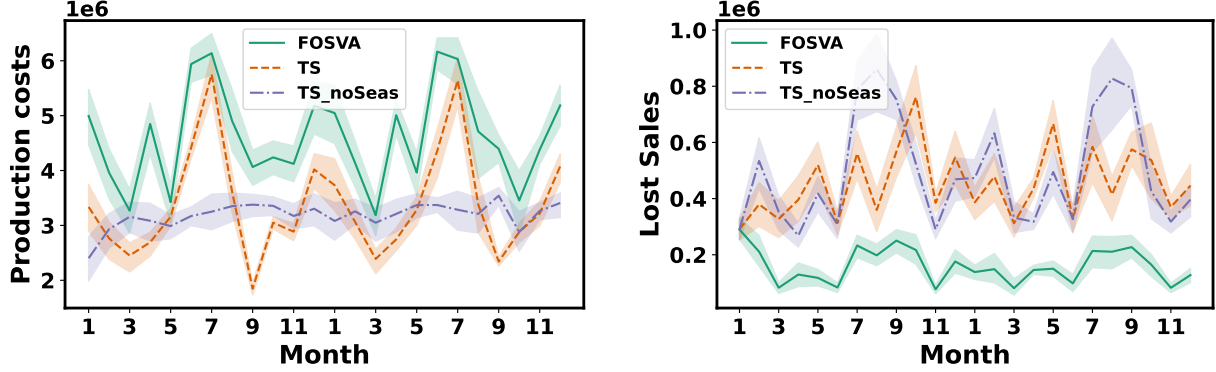 1e6
Production costs
6
5
4
3
2
FOSVA
TS
TS_noSeas
1 3 5 7 9 11 1 3 5 7 9 11
Month
1e6
Lost Sales
1.0
0.8
0.6
0.4
0.2
FOSVA
TS
TS_noSeas
1 3 5 7 9 11 1 3 5 7 9 11
Month